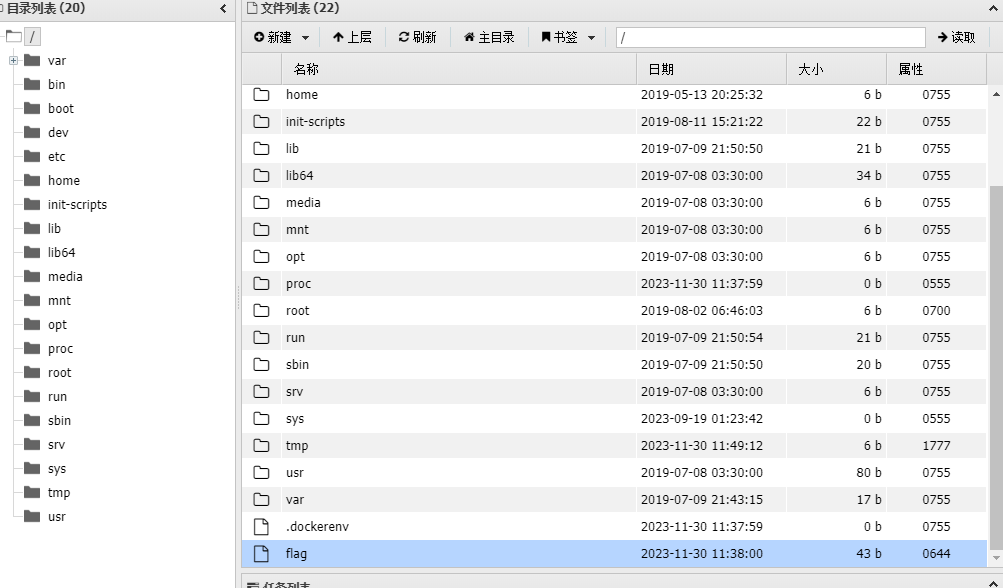 目录列表 (20)
/
var
bin
boot
dev
etc
home
init-scripts
lib
lib64
media
mnt
opt
proc
root
run
sbin
srv
sys
tmp
usr
文件列表 (22)
新建 上层 刷新 主目录 书签 / 读取
名称 日期 大小 属性
home 2019-05-13 20:25:32 6 b 0755
init-scripts 2019-08-11 15:21:22 22 b 0755
lib 2019-07-09 21:50:50 21 b 0755
lib64 2019-07-08 03:30:00 34 b 0755
media 2019-07-08 03:30:00 6 b 0755
mnt 2019-07-08 03:30:00 6 b 0755
opt 2019-07-08 03:30:00 6 b 0755
proc 2023-11-30 11:37:59 0 b 0555
root 2019-08-02 06:46:03 6 b 0700
run 2019-07-09 21:50:54 21 b 0755
sbin 2019-07-09 21:50:50 20 b 0755
srv 2019-07-08 03:30:00 6 b 0755
sys 2023-09-19 01:23:42 0 b 0555
tmp 2023-11-30 11:49:12 6 b 1777
usr 2019-07-08 03:30:00 80 b 0755
var 2019-07-09 21:43:15 17 b 0755
.dockerenv 2023-11-30 11:37:59 0 b 0755
flag 2023-11-30 11:38:00 43 b 0644
任务列表